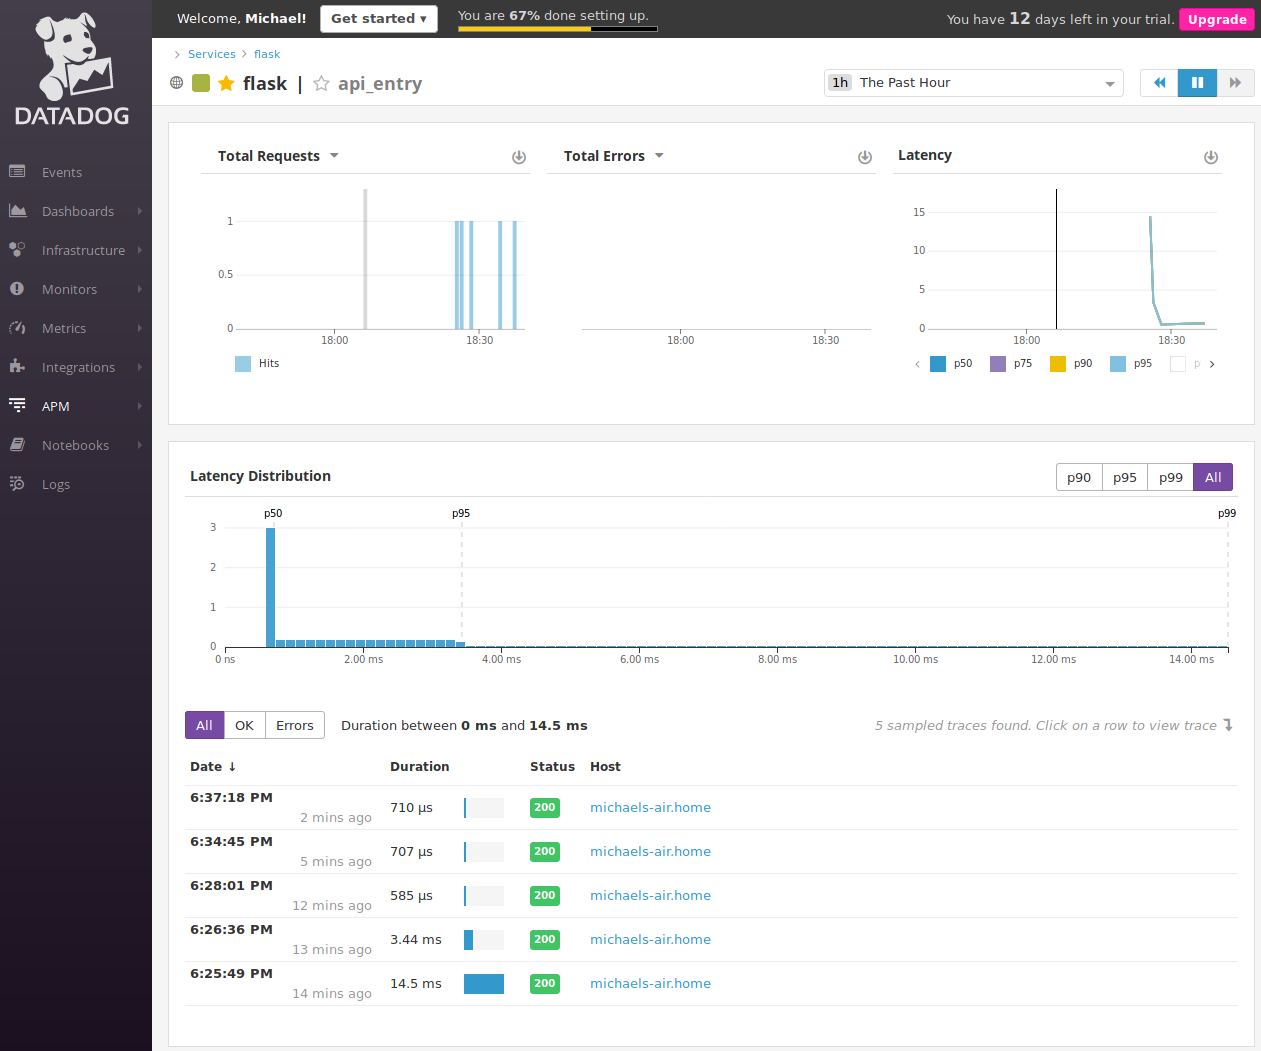 Welcome, Michael!
Get started ▾
You are 67% done setting up.
You have 12 days left in your trial.
Upgrade
DATADOG
Events
Dashboards
Infrastructure
Monitors
Metrics
Integrations
APM
Notebooks
Logs
Services
flask
flask | api_entry
1h The Past Hour
Total Requests
1
0.5
0
18:00 18:30
Hits
Total Errors
18:00 18:30
Latency
15
10
5
0
18:00 18:30
p50 p75 p90 p95 p
Latency Distribution
p90 p95 p99 All
p50 p95 p99
3
2
1
0
0 ns 2.00 ms 4.00 ms 6.00 ms 8.00 ms 10.00 ms 12.00 ms 14.00 ms
All OK Errors
Duration between 0 ms and 14.5 ms
5 sampled traces found. Click on a row to view trace
Date ↓ Duration Status Host
6:37:18 PM
2 mins ago 710 µs 200 michaels-air.home
6:34:45 PM
5 mins ago 707 µs 200 michaels-air.home
6:28:01 PM
12 mins ago 585 µs 200 michaels-air.home
6:26:36 PM
13 mins ago 3.44 ms 200 michaels-air.home
6:25:49 PM
14 mins ago 14.5 ms 200 michaels-air.home